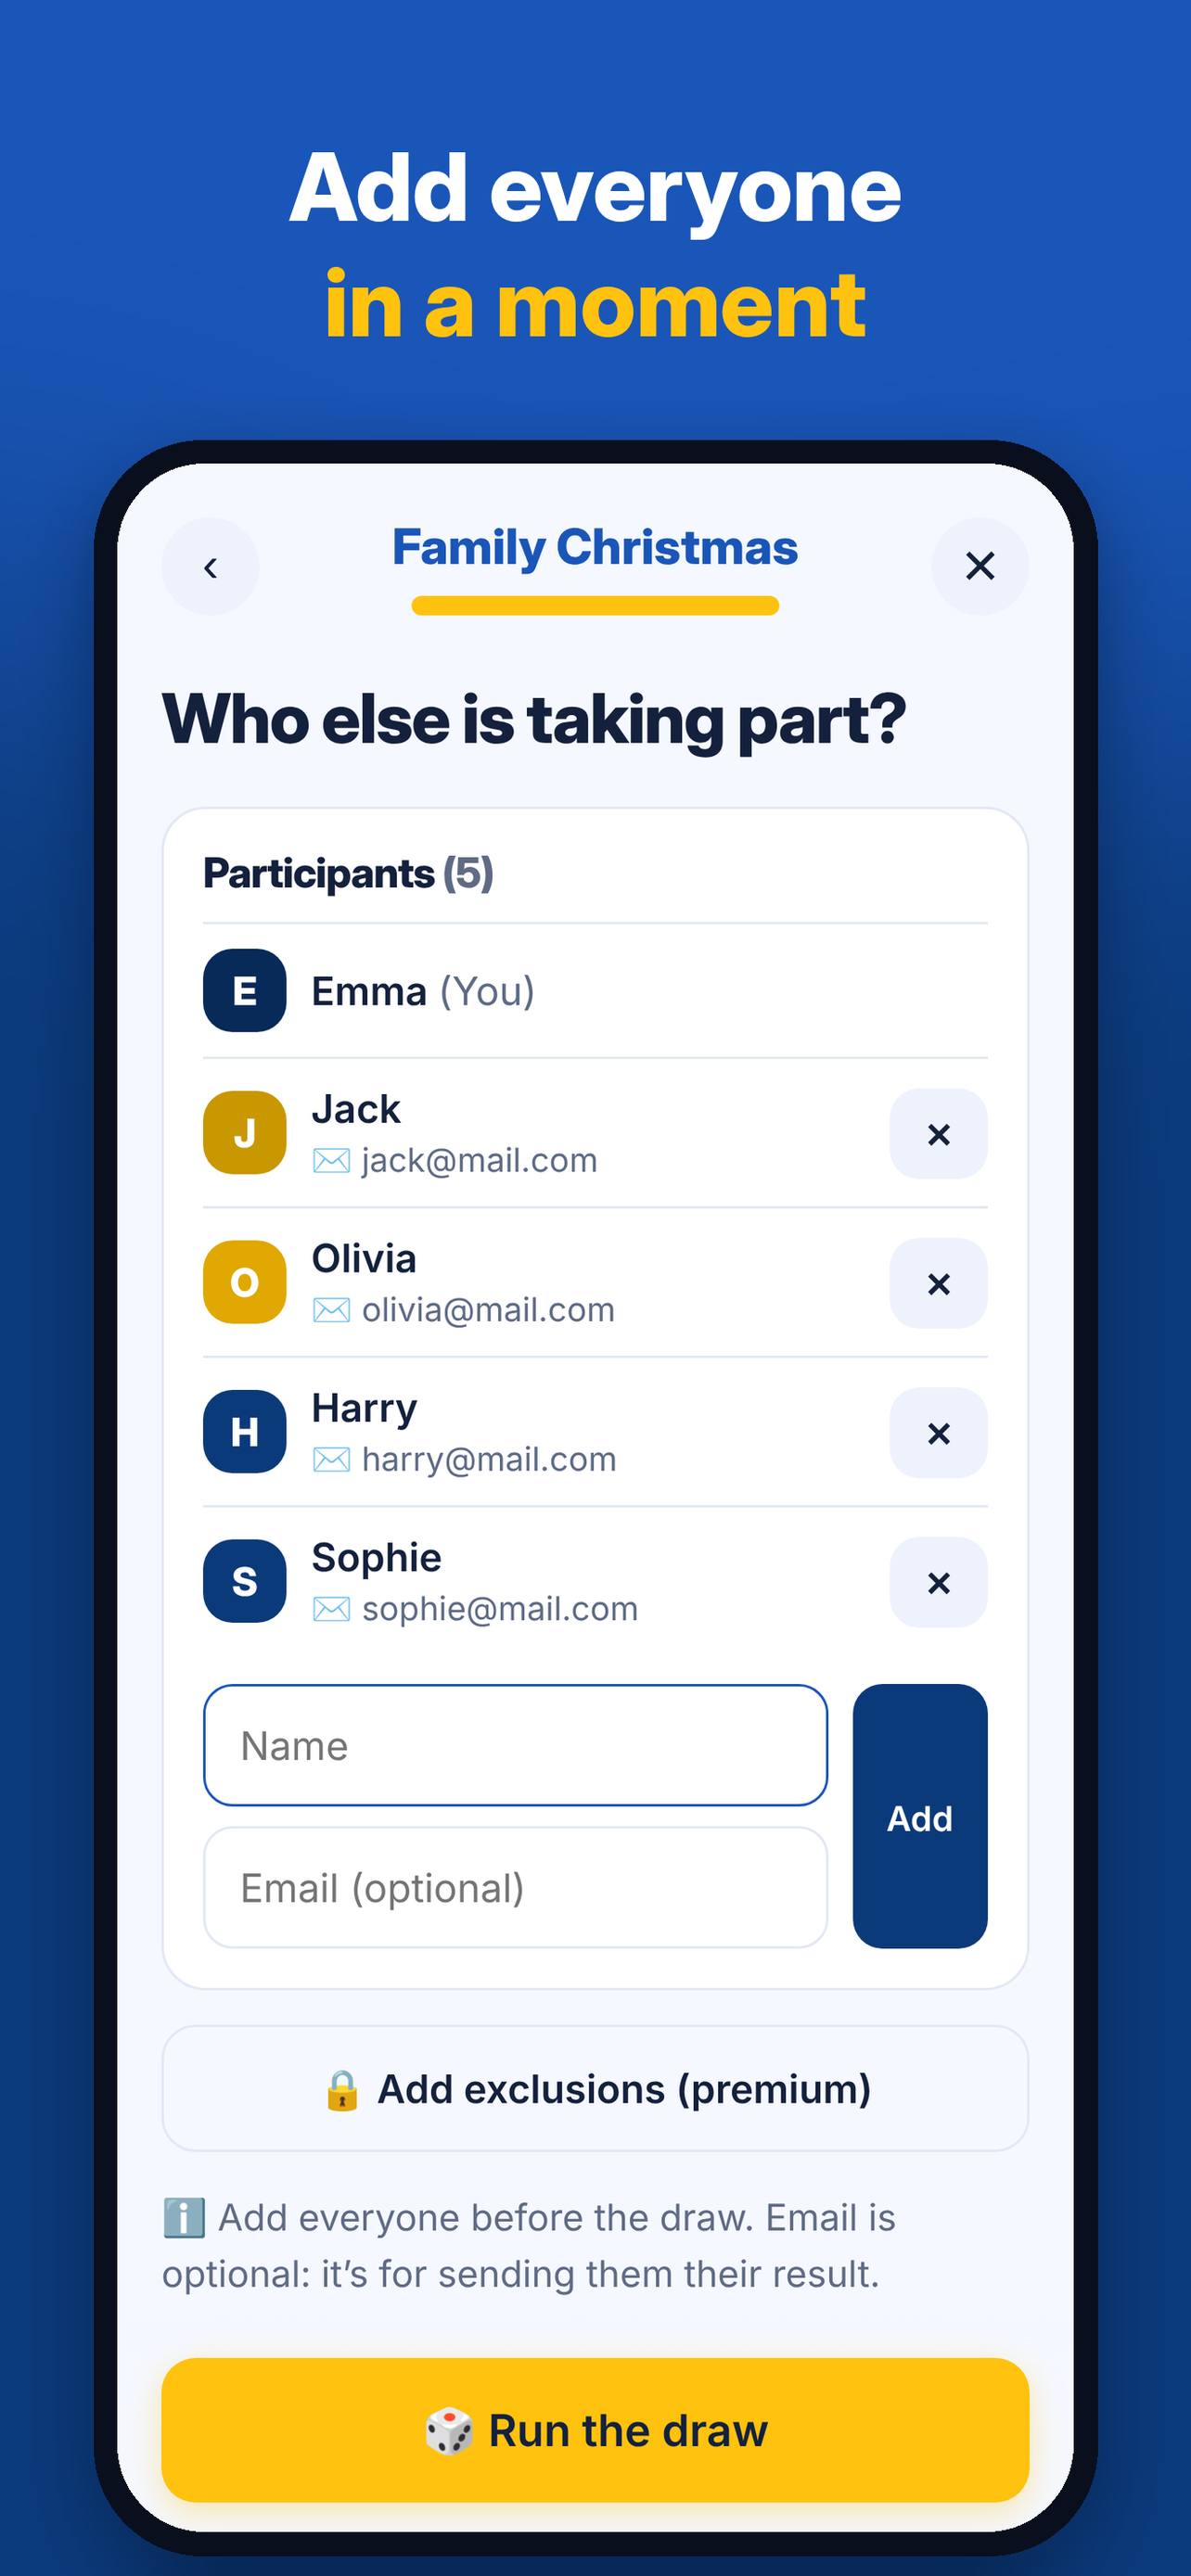 Add everyone
in a moment
‹
Family Christmas
✕
Who else is taking part?
Participants (5)
E
Emma (You)
J
Jack
✉️ jack@mail.com
✕
O
Olivia
✉️ olivia@mail.com
✕
H
Harry
✉️ harry@mail.com
✕
S
Sophie
✉️ sophie@mail.com
✕
Name
Add
Email (optional)
🔒 Add exclusions (premium)
ℹ️ Add everyone before the draw. Email is
optional: it’s for sending them their result.
🎲 Run the draw